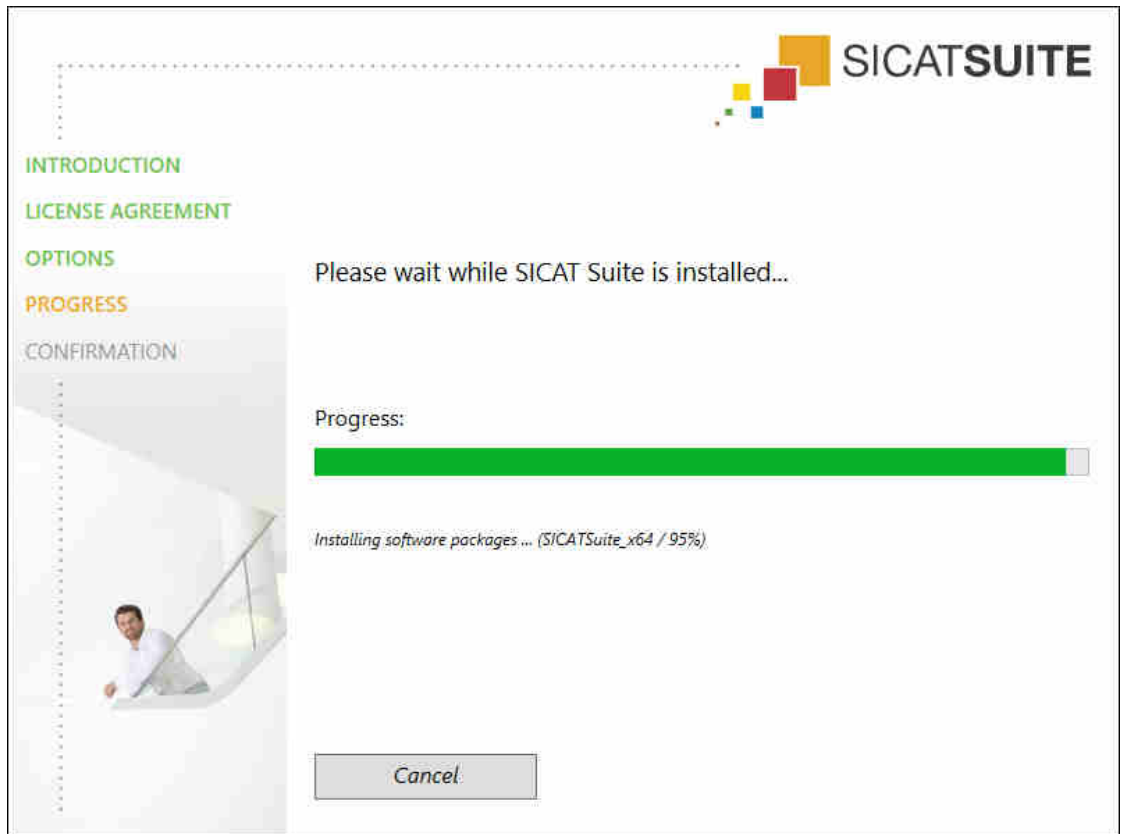 SICATSUITE
INTRODUCTION
LICENSE AGREEMENT
OPTIONS
PROGRESS
CONFIRMATION
Please wait while SICAT Suite is installed...
Progress:
Installing software packages ... (SICATSuite_x64 / 95%)
Cancel